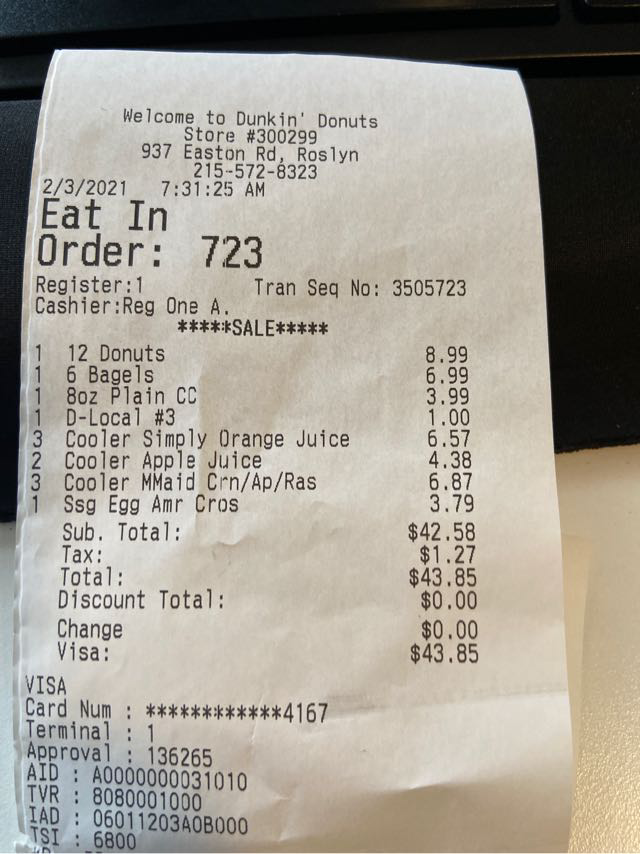 Welcome to Dunkin' Donuts
Store #300299
937 Easton Rd, Roslyn
215-572-8323
2/3/2021 7:31:25 AM
Eat In
Order: 723
Register:1 Tran Seq No: 3505723
Cashier:Reg One A.
*****SALE*****
1 12 Donuts 8.99
1 6 Bagels 6.99
1 8oz Plain CC 3.99
1 D-Local #3 1.00
3 Cooler Simply Orange Juice 6.57
2 Cooler Apple Juice 4.38
3 Cooler MMaid Crn/Ap/Ras 6.87
1 Ssg Egg Amr Cros 3.79
Sub. Total: $42.58
Tax: $1.27
Total: $43.85
Discount Total: $0.00
Change $0.00
Visa: $43.85
VISA
Card Num : ************4167
Terminal : 1
Approval : 136265
AID : A0000000031010
TVR : 8080001000
IAD : 06011203A0B000
TSI : 6800